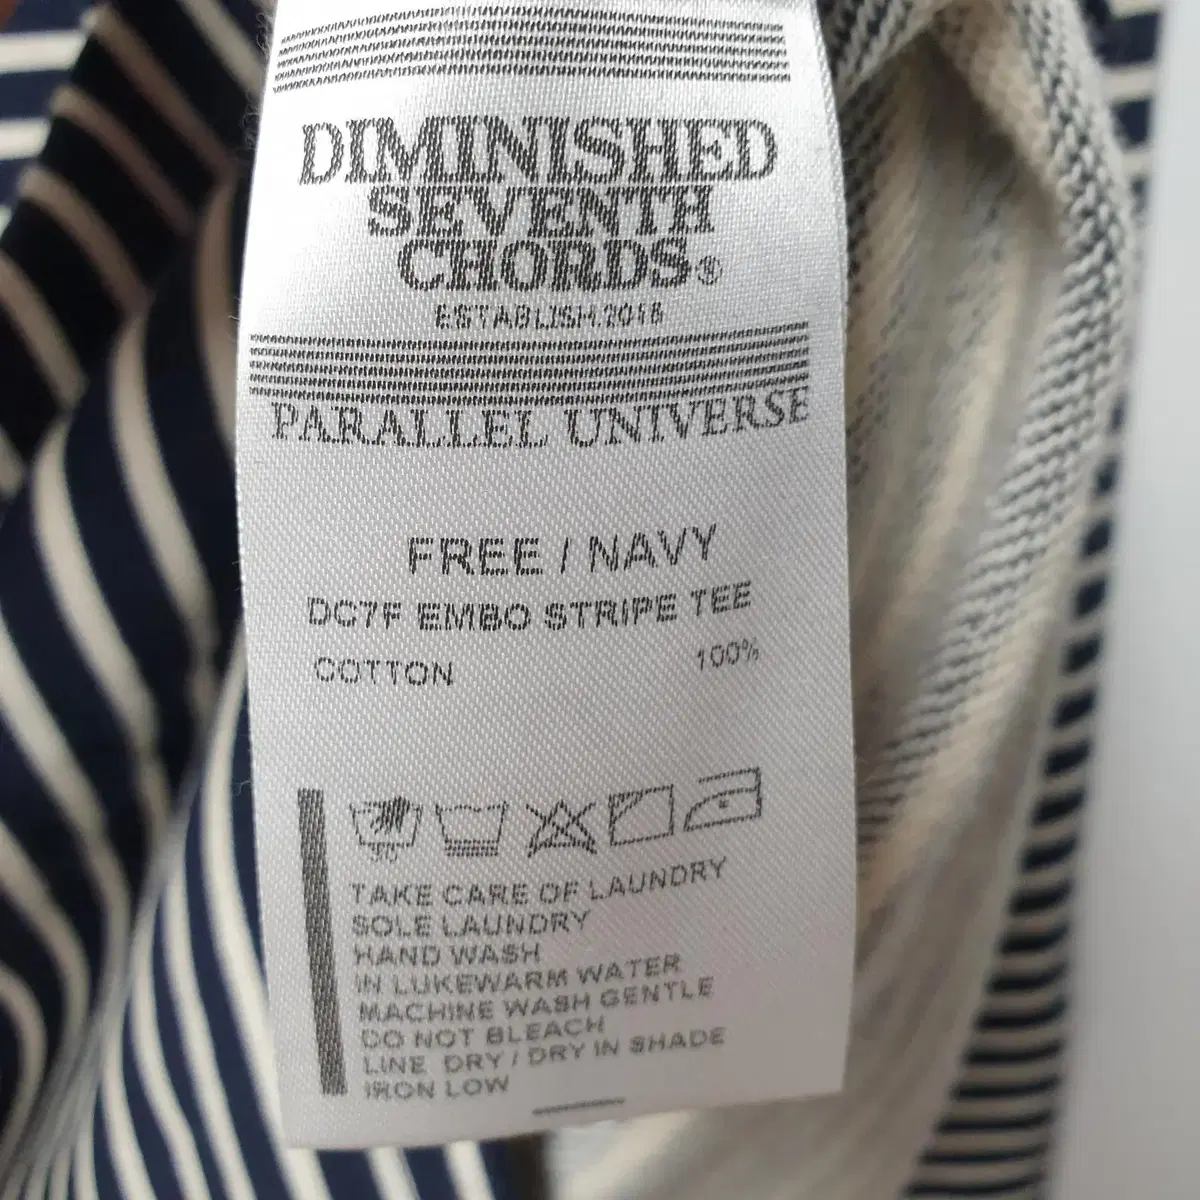 DIMINISHED
SEVENTH
CHORDS®
ESTABLISH.2016
PARALLEL UNIVERSE
FREE / NAVY
DC7F EMBO STRIPE TEE
COTTON 100%
30
TAKE CARE OF LAUNDRY
SOLE LAUNDRY
HAND WASH
IN LUKEWARM WATER
MACHINE WASH GENTLE
DO NOT BLEACH
LINE DRY / DRY IN SHADE
IRON LOW